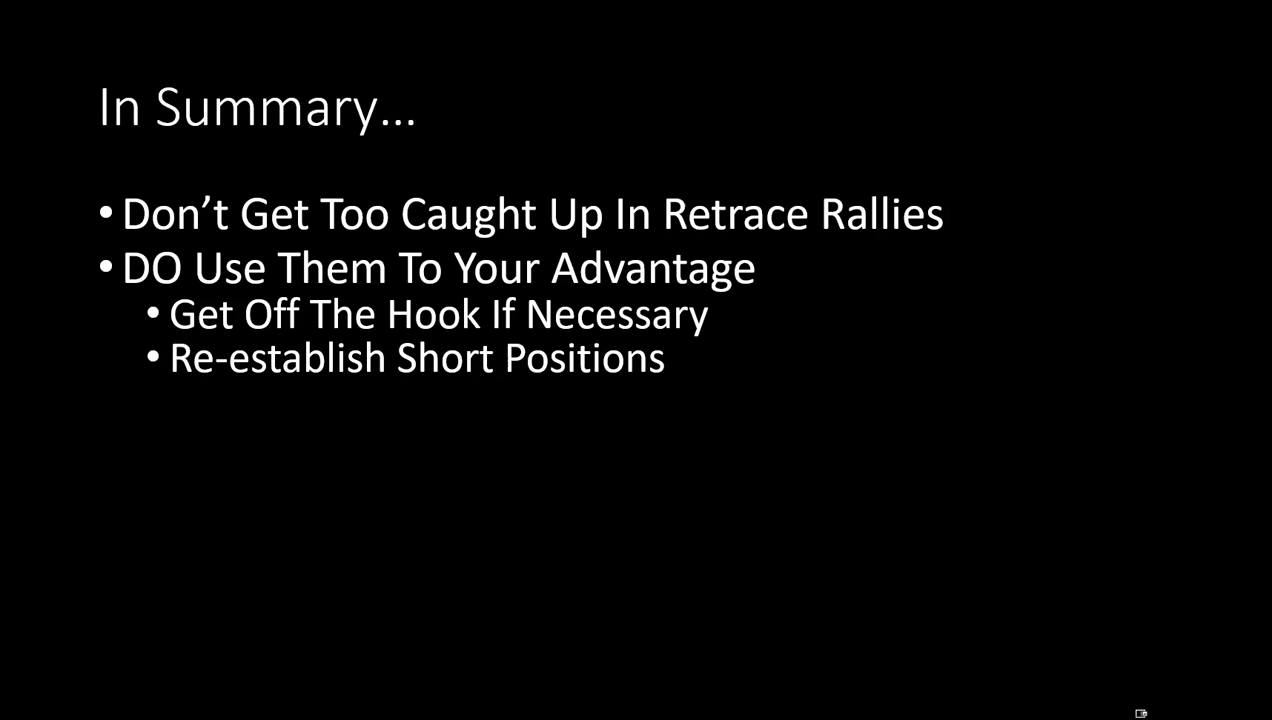 In Summary...
• Don’t Get Too Caught Up In Retrace Rallies
• DO Use Them To Your Advantage
• Get Off The Hook If Necessary
• Re-establish Short Positions